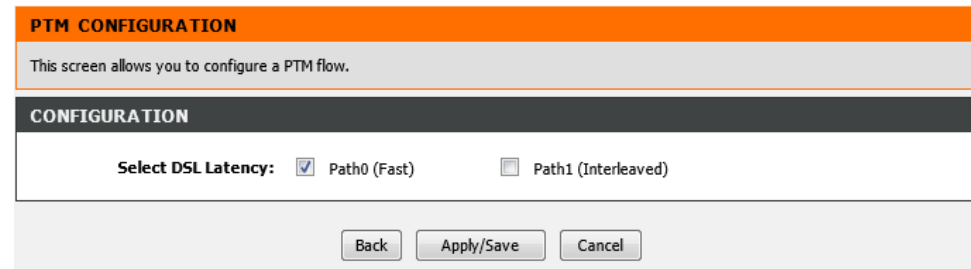 PTM CONFIGURATION
This screen allows you to configure a PTM flow.
CONFIGURATION
Select DSL Latency: Path0 (Fast) Path1 (Interleaved)
Back Apply/Save Cancel